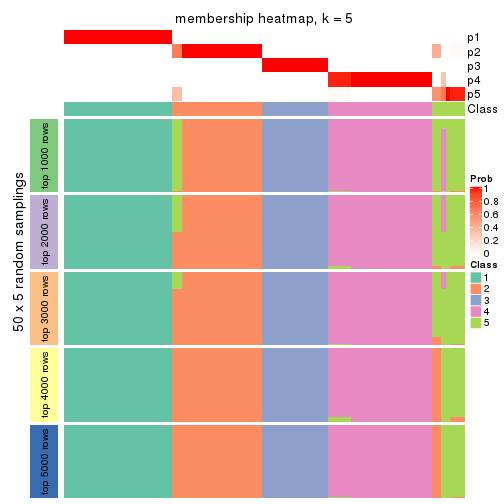 membership heatmap, k = 5
p1
p2
p3
p4
p5
Class
50 x 5 random samplings
top 1000 rows
top 2000 rows
top 3000 rows
top 4000 rows
top 5000 rows
Prob
1
0.8
0.6
0.4
0.2
0
Class
1
2
3
4
5